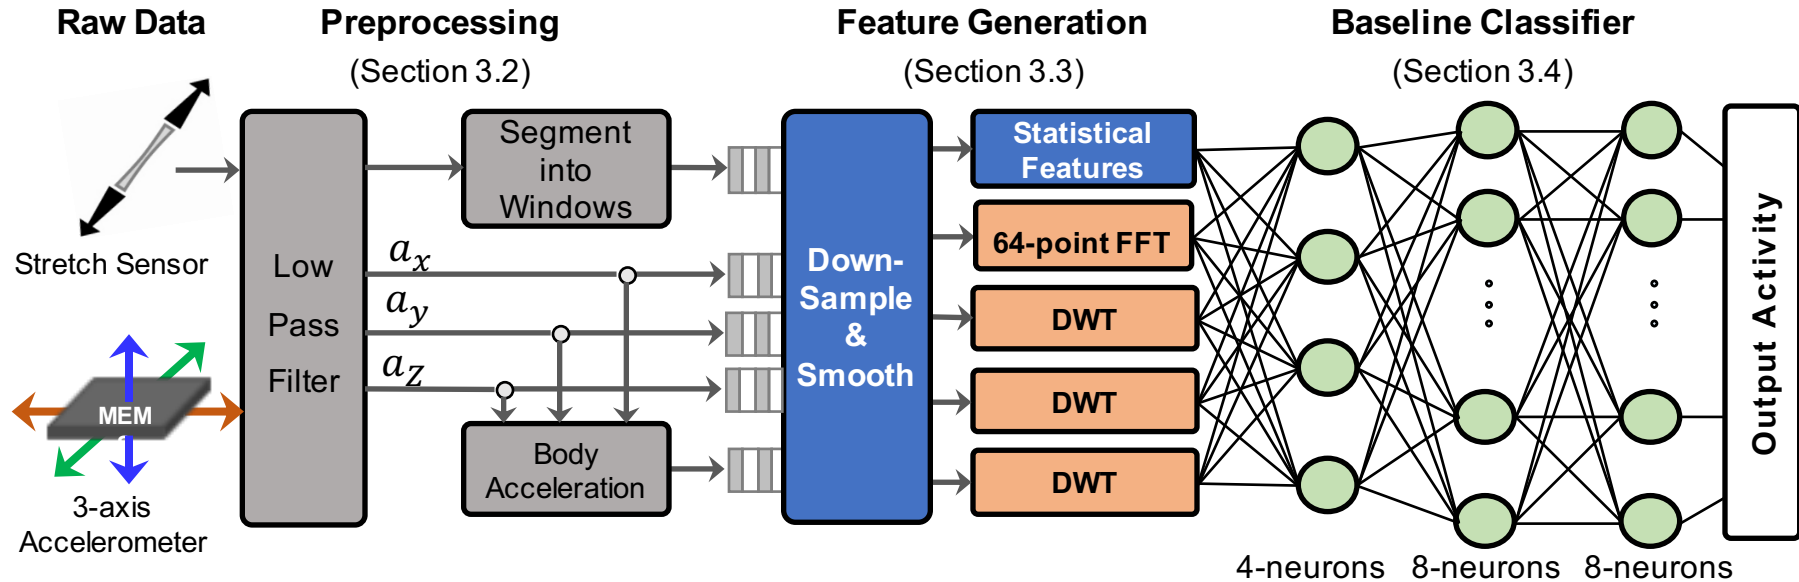 Raw Data
Preprocessing
(Section 3.2)
Feature Generation
(Section 3.3)
Baseline Classifier
(Section 3.4)
Stretch Sensor
MEM
3-axis
Accelerometer
Low
Pass
Filter
Segment
into
Windows
a_x
a_y
a_z
Body
Acceleration
Down-
Sample
&
Smooth
Statistical
Features
64-point FFT
DWT
DWT
DWT
4-neurons
8-neurons
8-neurons
Output Activity